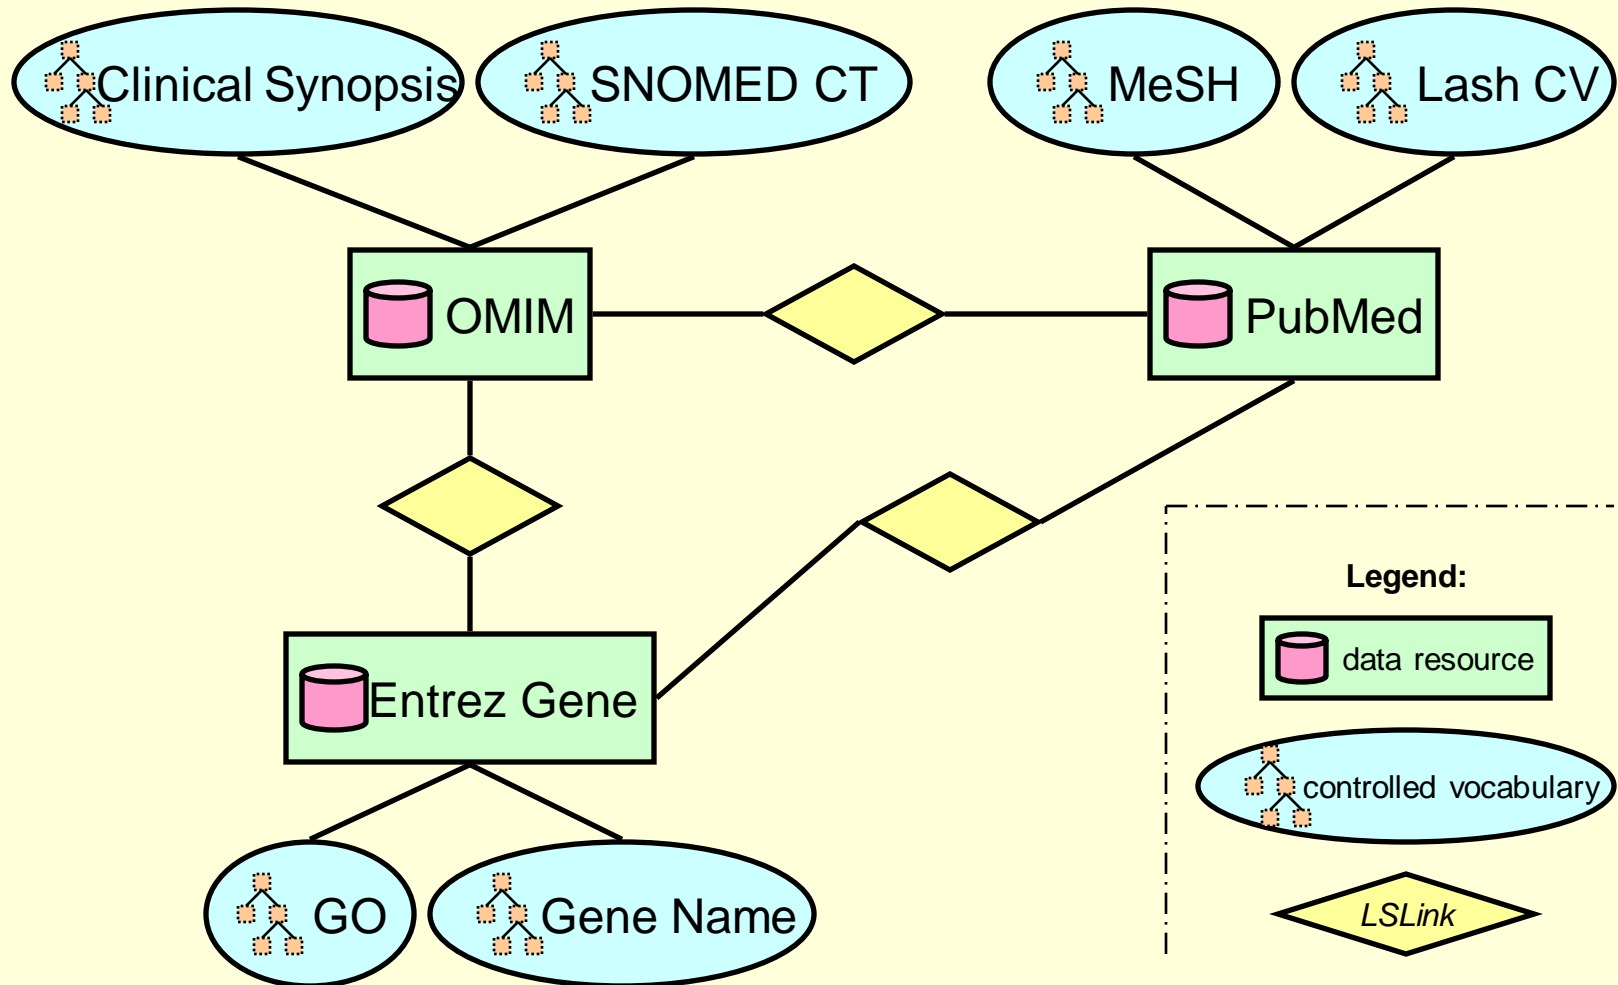 Clinical Synopsis
SNOMED CT
MeSH
Lash CV
OMIM
PubMed
Entrez Gene
GO
Gene Name
Legend:
data resource
controlled vocabulary
LSLink